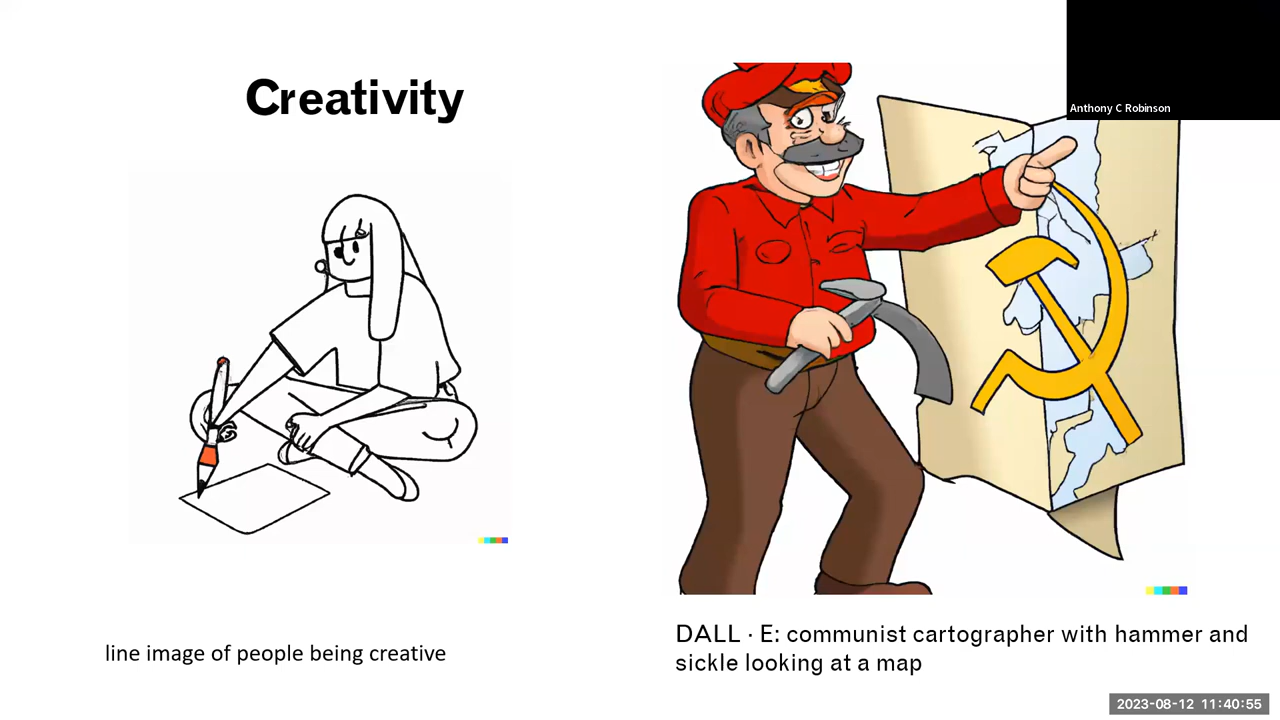 Creativity
Anthony C Robinson
line image of people being creative
DALL · E: communist cartographer with hammer and
sickle looking at a map
2023-08-12 11:40:55